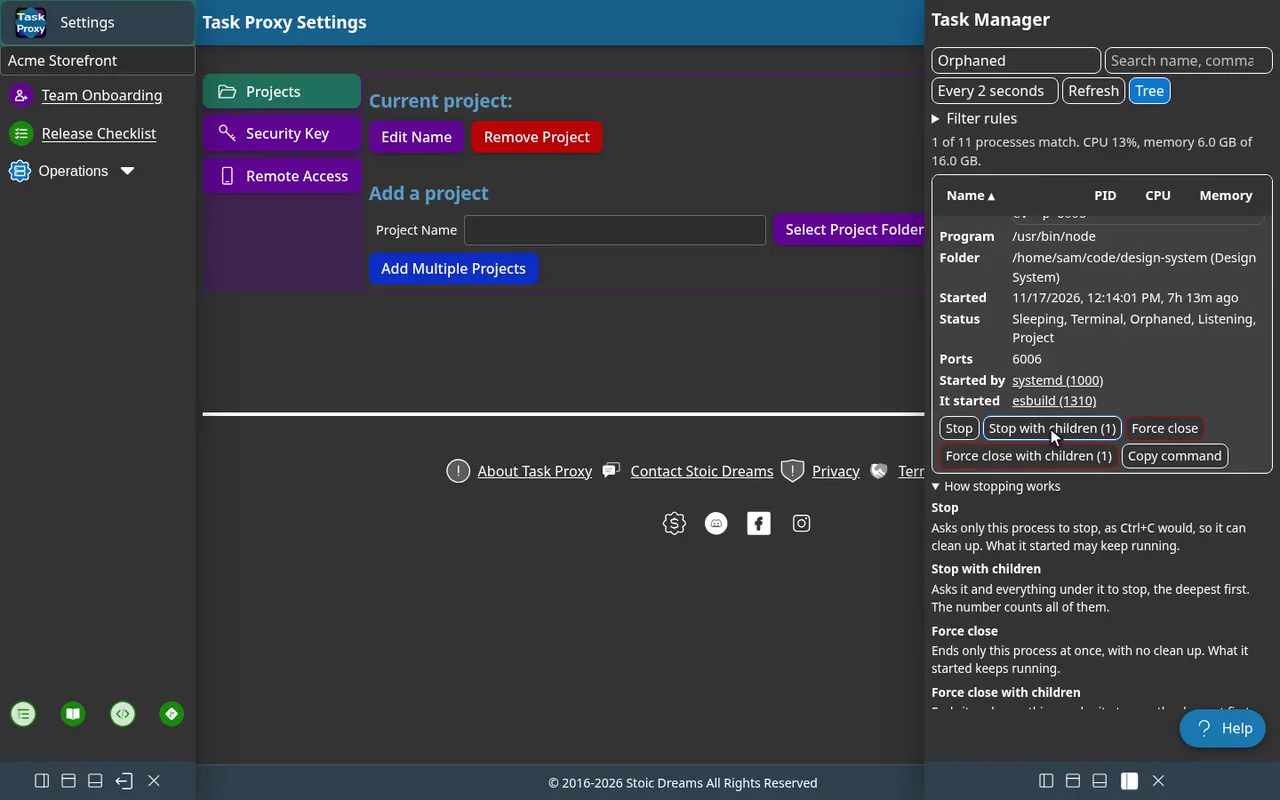 Task Proxy
Settings
Acme Storefront
Team Onboarding
Release Checklist
Operations
Task Proxy Settings
Projects
Security Key
Remote Access
Current project:
Edit Name
Remove Project
Add a project
Project Name
Select Project Folder
Add Multiple Projects
About Task Proxy
Contact Stoic Dreams
Privacy
Terr
© 2016-2026 Stoic Dreams All Rights Reserved
Task Manager
Orphaned
Search name, comma
Every 2 seconds
Refresh
Tree
Filter rules
1 of 11 processes match. CPU 13%, memory 6.0 GB of
16.0 GB.
Name PID CPU Memory
Program /usr/bin/node
Folder /home/sam/code/design-system (Design
System)
Started 11/17/2026, 12:14:01 PM, 7h 13m ago
Status Sleeping, Terminal, Orphaned, Listening,
Project
Ports 6006
Started by systemd (1000)
It started esbuild (1310)
Stop
Stop with children (1)
Force close
Force close with children (1)
Copy command
How stopping works
Stop
Asks only this process to stop, as Ctrl+C would, so it can
clean up. What it started may keep running.
Stop with children
Asks it and everything under it to stop, the deepest first.
The number counts all of them.
Force close
Ends only this process at once, with no clean up. What it
started keeps running.
Force close with children
Help